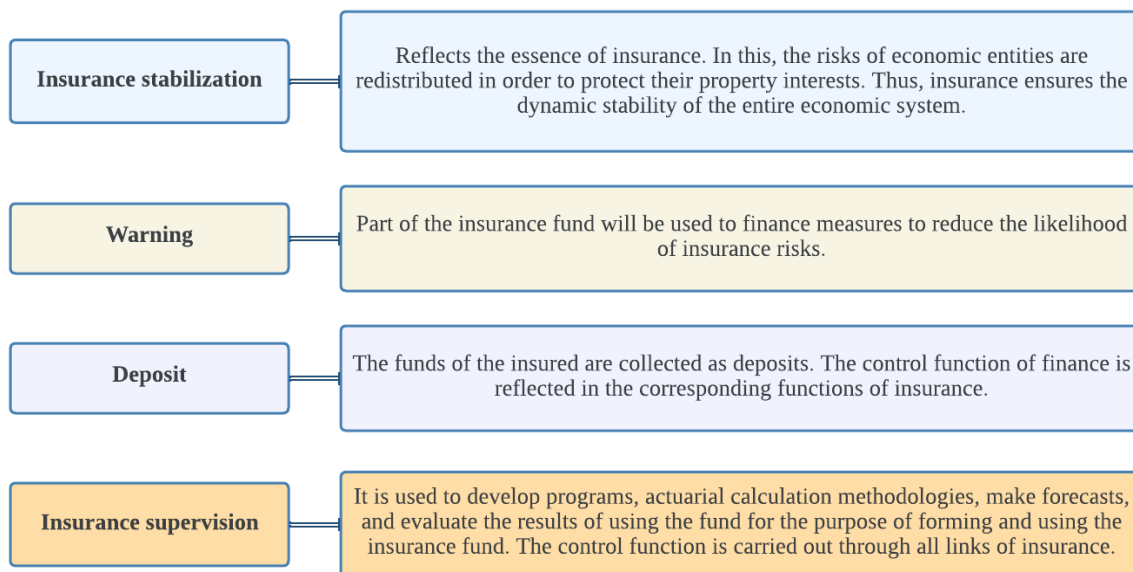 Insurance stabilization
Reflects the essence of insurance. In this, the risks of economic entities are
redistributed in order to protect their property interests. Thus, insurance ensures the
dynamic stability of the entire economic system.
Warning
Part of the insurance fund will be used to finance measures to reduce the likelihood
of insurance risks.
Deposit
The funds of the insured are collected as deposits. The control function of finance is
reflected in the corresponding functions of insurance.
Insurance supervision
It is used to develop programs, actuarial calculation methodologies, make forecasts,
and evaluate the results of using the fund for the purpose of forming and using the
insurance fund. The control function is carried out through all links of insurance.